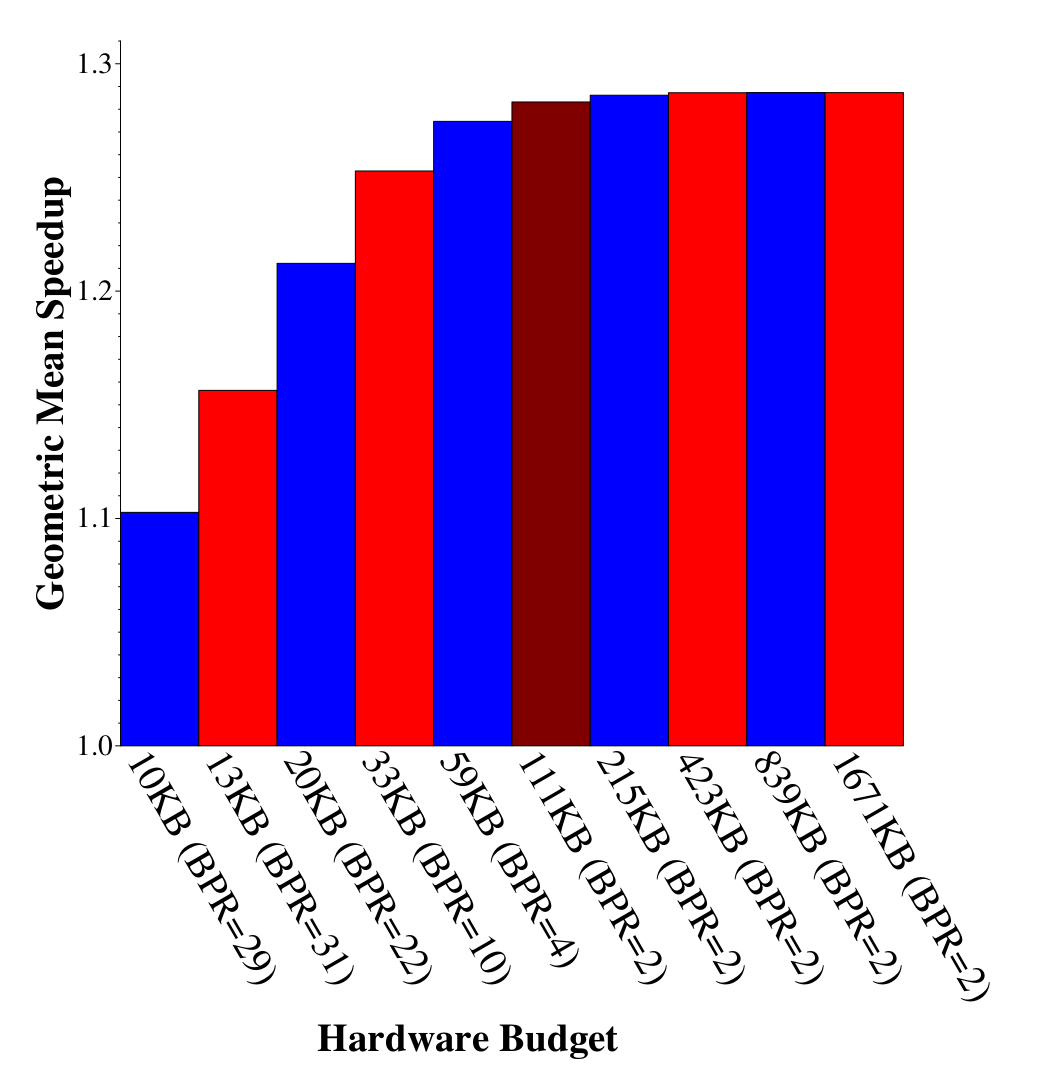 Geometric Mean Speedup
1.3
1.2
1.1
1.0
10KB (BPR=29)
13KB (BPR=31)
20KB (BPR=22)
33KB (BPR=10)
59KB (BPR=4)
111KB (BPR=2)
215KB (BPR=2)
423KB (BPR=2)
839KB (BPR=2)
1671KB (BPR=2)
Hardware Budget